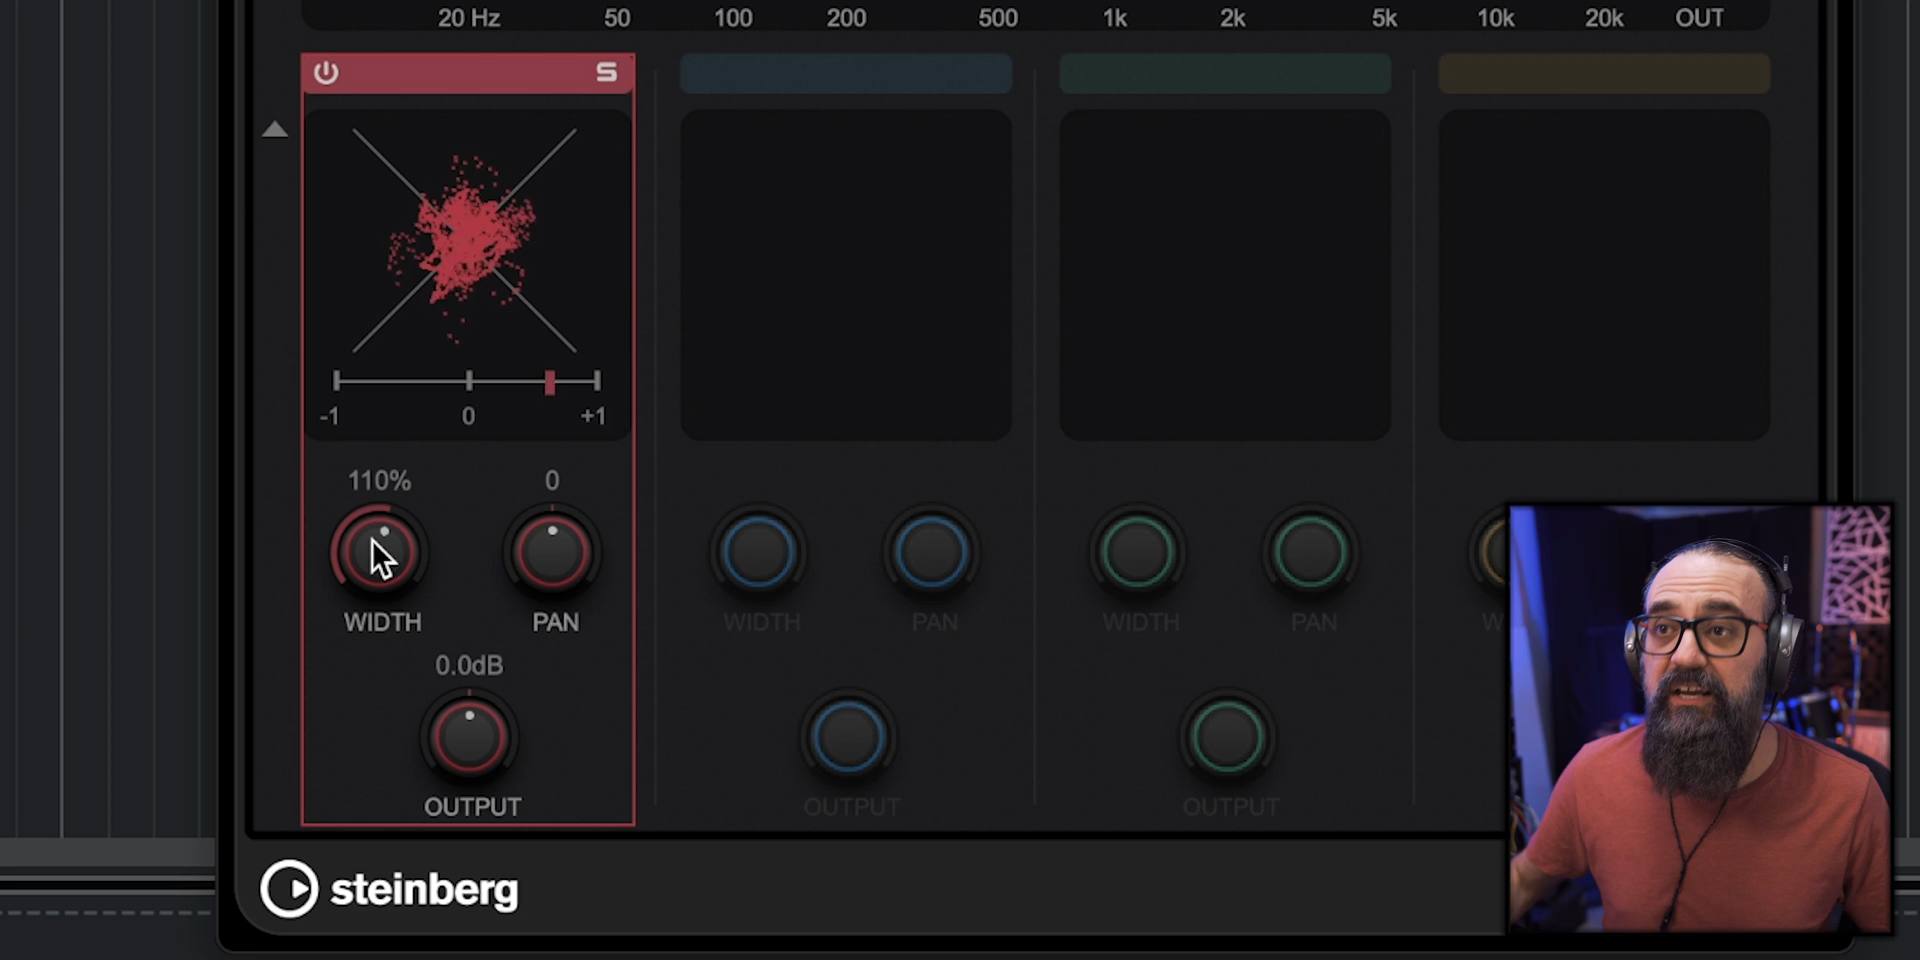 20 Hz 50 100 200 500 1k 2k 5k 10k 20k OUT
S
-1 0 +1
110% 0
WIDTH PAN WIDTH PAN WIDTH PAN W
0.0dB
OUTPUT OUTPUT OUTPUT
steinberg